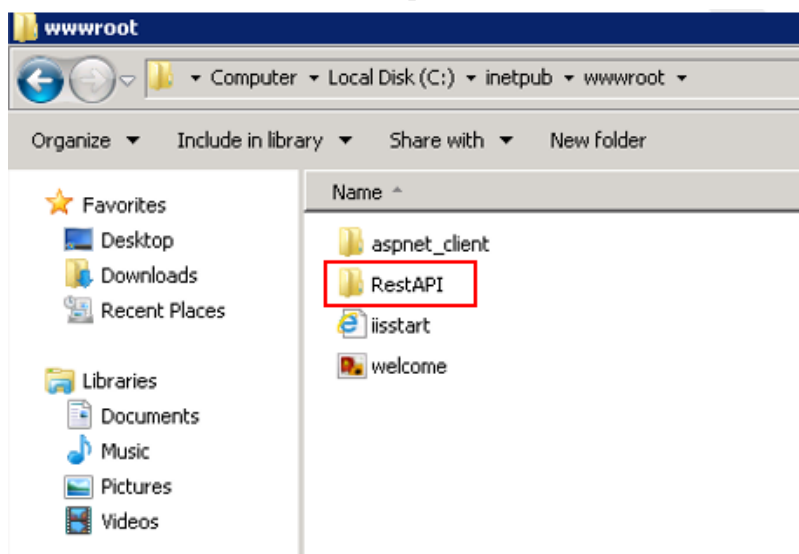 wwwroot
Computer Local Disk (C:) inetpub wwwroot
Organize Include in library Share with New folder
Favorites
Desktop
Downloads
Recent Places
Libraries
Documents
Music
Pictures
Videos
Name
aspnet_client
RestAPI
iisstart
welcome